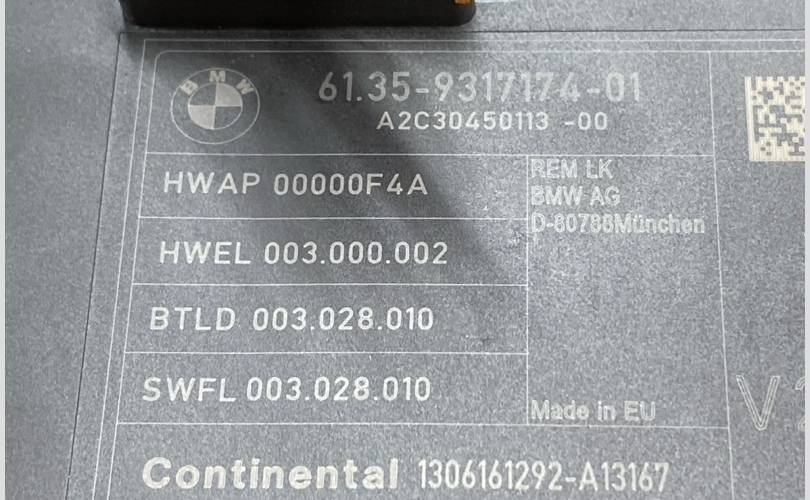 BMW
61.35-9317174-01
A2C30450113 -00
HWAP 00000F4A
HWEL 003.000.002
BTLD 003.028.010
SWFL 003.028.010
REM LK
BMW AG
D-80788München
Made in EU
V
Continental 1306161292-A13167